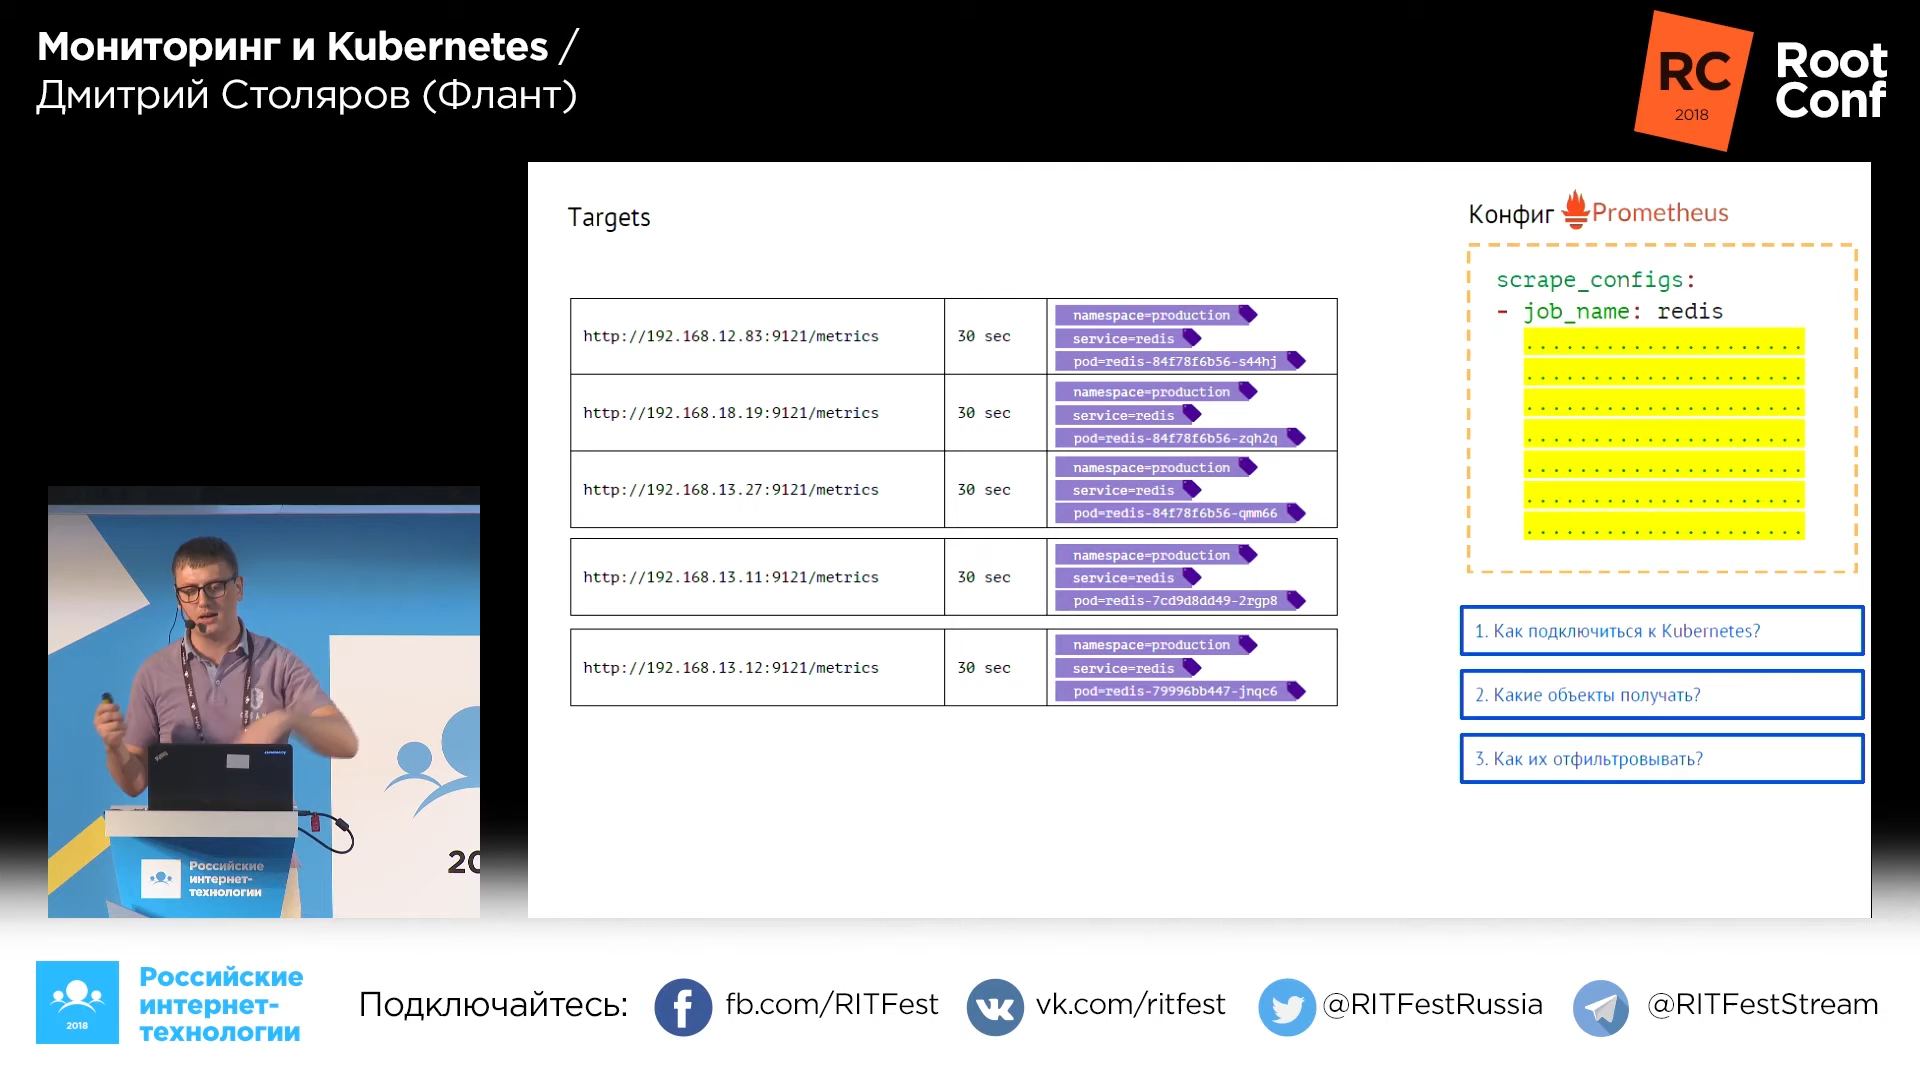 Мониторинг и Kubernetes /
Дмитрий Столяров (Флант)
RC
2018
Root
Conf
Targets
http://192.168.12.83:9121/metrics
30 sec
namespace=production
service=redis
pod=redis-84f78f6b56-s44hj
http://192.168.18.19:9121/metrics
30 sec
namespace=production
service=redis
pod=redis-84f78f6b56-zqh2q
http://192.168.13.27:9121/metrics
30 sec
namespace=production
service=redis
pod=redis-84f78f6b56-qmm66
http://192.168.13.11:9121/metrics
30 sec
namespace=production
service=redis
pod=redis-7cd9d8dd49-2rgp8
http://192.168.13.12:9121/metrics
30 sec
namespace=production
service=redis
pod=redis-79996bb447-jnqc6
Конфиг Prometheus
scrape_configs:
- job_name: redis
.....................
.....................
.....................
.....................
.....................
.....................
.....................
1. Как подключиться к Kubernetes?
2. Какие объекты получать?
3. Как их отфильтровывать?
20
Российские
интернет-
технологии
2018
Российские
интернет-
технологии
Подключайтесь:
fb.com/RITFest
vk.com/ritfest
@RITFestRussia
@RITFestStream